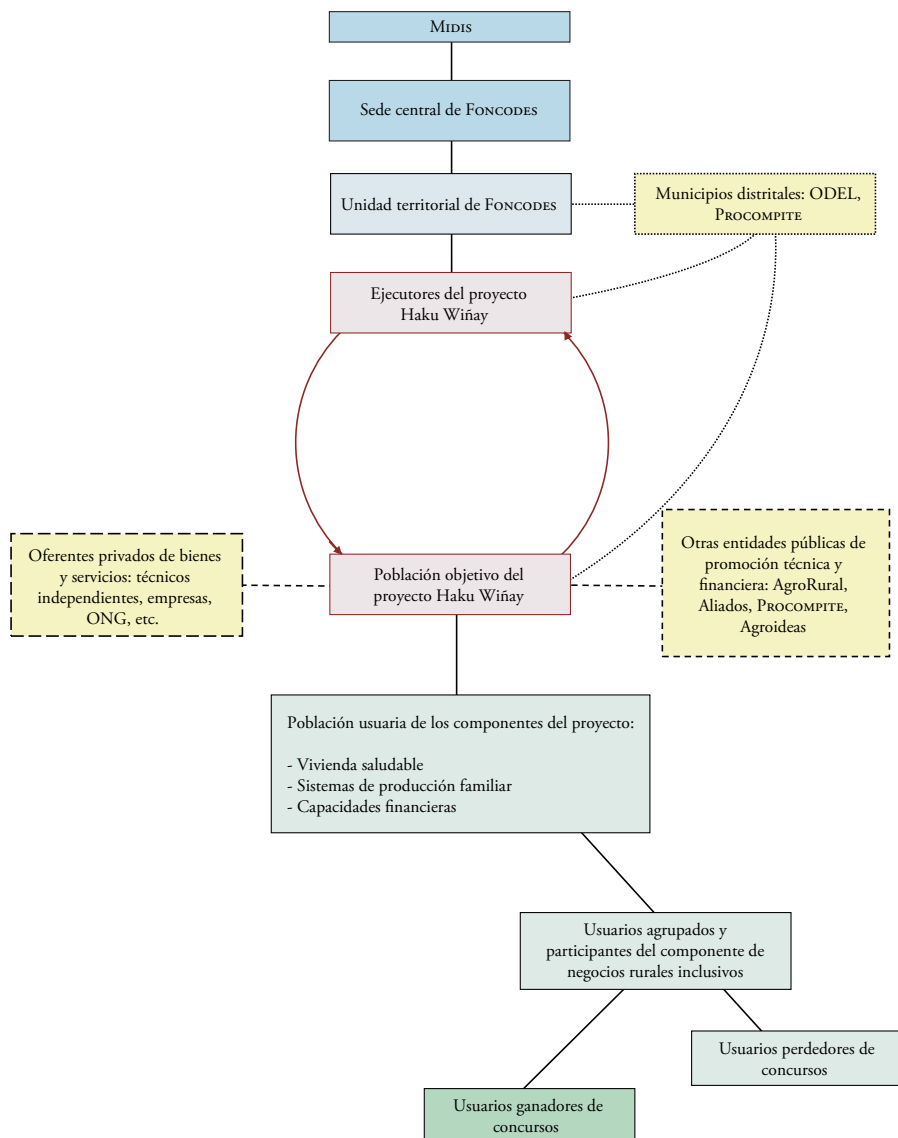 MIDIS
Sede central de FONCODES
Unidad territorial de FONCODES
Municipios distritales: ODEL,
PROCOMPITE
Ejecutores del proyecto
Haku Wiñay
Oferentes privados de bienes
y servicios: técnicos
independientes, empresas,
ONG, etc.
Población objetivo del
proyecto Haku Wiñay
Otras entidades públicas de
promoción técnica y
financiera: AgroRural,
Aliados, PROCOMPITE,
Agroideas
Población usuaria de los componentes del proyecto:
- Vivienda saludable
- Sistemas de producción familiar
- Capacidades financieras
Usuarios agrupados y
participantes del componente de
negocios rurales inclusivos
Usuarios perdedores de
concursos
Usuarios ganadores de
concursos